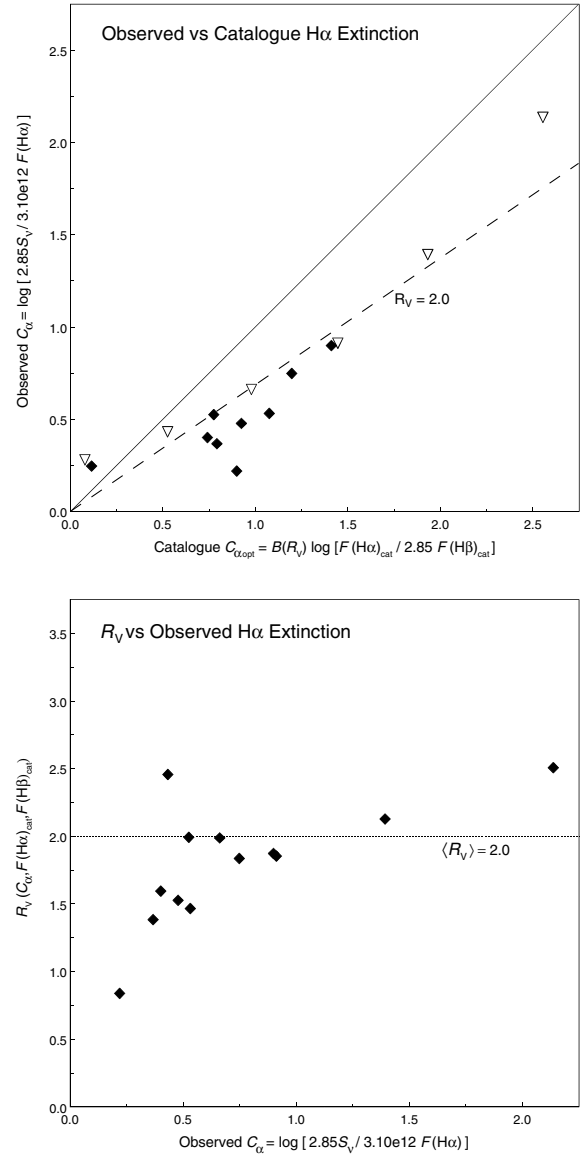 Observed vs Catalogue Hα Extinction
2.5
2.0
1.5
1.0
0.5
0.0
Observed Cα = log [ 2.85Sν / 3.10e12 F(Hα) ]
RV = 2.0
0.0 0.5 1.0 1.5 2.0 2.5
Catalogue Cαopt = B(RV) log [F(Hα)cat / 2.85 F(Hβ)cat]
RV vs Observed Hα Extinction
3.5
3.0
2.5
2.0
1.5
1.0
0.5
0.0
RV (Cα,F(Hα)cat,F(Hβ)cat)
⟨RV⟩ = 2.0
0.0 0.5 1.0 1.5 2.0
Observed Cα = log [ 2.85Sν / 3.10e12 F(Hα) ]